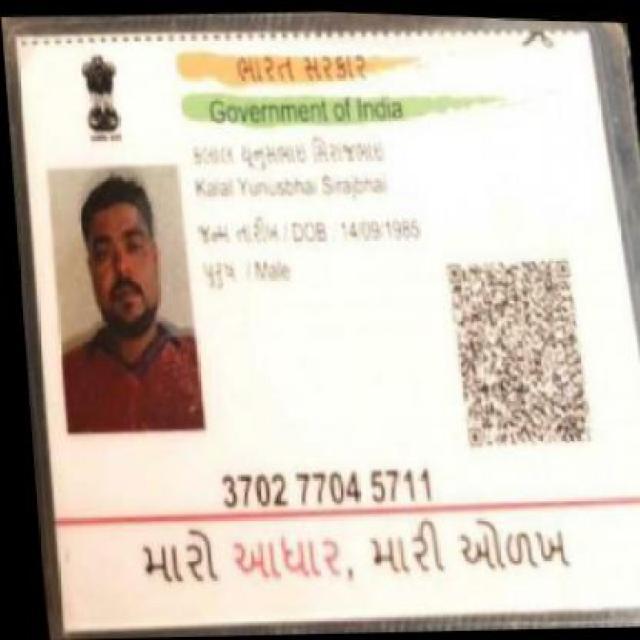 ભારત સરકાર
Government of India
કલાલ સિરાજભાઇ
Kalal Yunusbhai Sirajbhai
જન્મ તારીખ / DOB : 14/09/1985
પુરુષ / Male
3702 7704 5711
મારો આધાર, મારી ઓળખ